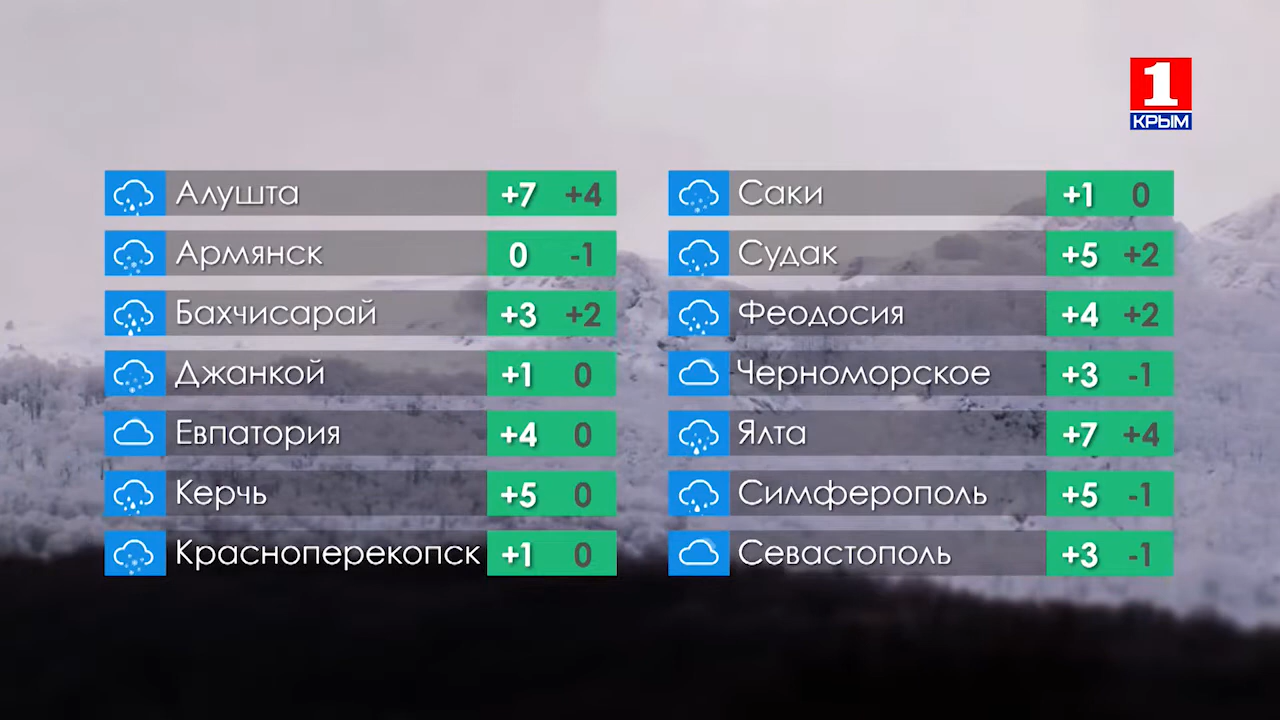 1
КРЫМ
Алушта +7 +4
Армянск 0 -1
Бахчисарай +3 +2
Джанкой +1 0
Евпатория +4 0
Керчь +5 0
Красноперекопск +1 0
Саки +1 0
Судак +5 +2
Феодосия +4 +2
Черноморское +3 -1
Ялта +7 +4
Симферополь +5 -1
Севастополь +3 -1